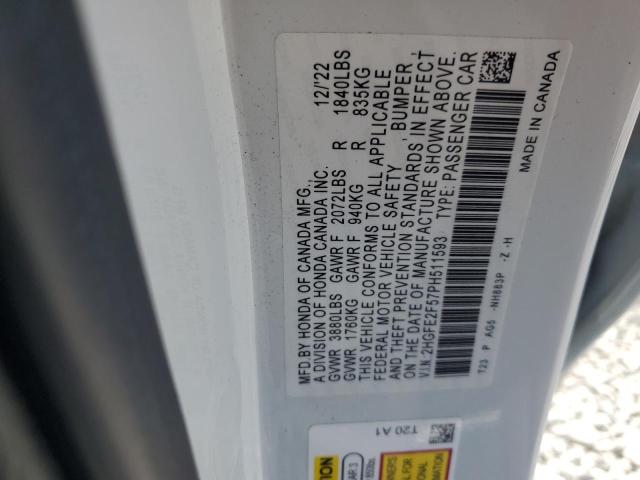 MFD BY HONDA OF CANADA MFG., 12/'22
A DIVISION OF HONDA CANADA INC.
GVWR 3880LBS GAWR F 2072LBS R 1840LBS
GVWR 1760KG GAWR F 940KG R 835KG
THIS VEHICLE CONFORMS TO ALL APPLICABLE
FEDERAL MOTOR VEHICLE SAFETY, BUMPER,
AND THEFT PREVENTION STANDARDS IN EFFECT
ON THE DATE OF MANUFACTURE SHOWN ABOVE.
V.I.N:2HGFE2F57PH511593 TYPE: PASSENGER CAR
T23 P AG5 -NH883P -Z -H
MADE IN CANADA
T20 A1